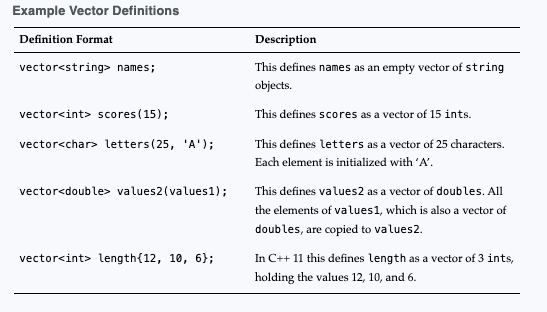 Example Vector Definitions
Definition Format Description
vector<string> names; This defines names as an empty vector of string
objects.
vector<int> scores(15); This defines scores as a vector of 15 ints.
vector<char> letters(25, 'A'); This defines letters as a vector of 25 characters.
Each element is initialized with ‘A’.
vector<double> values2(values1); This defines values2 as a vector of doubles. All
the elements of values1, which is also a vector of
doubles, are copied to values2.
vector<int> length{12, 10, 6}; In C++ 11 this defines length as a vector of 3 ints,
holding the values 12, 10, and 6.